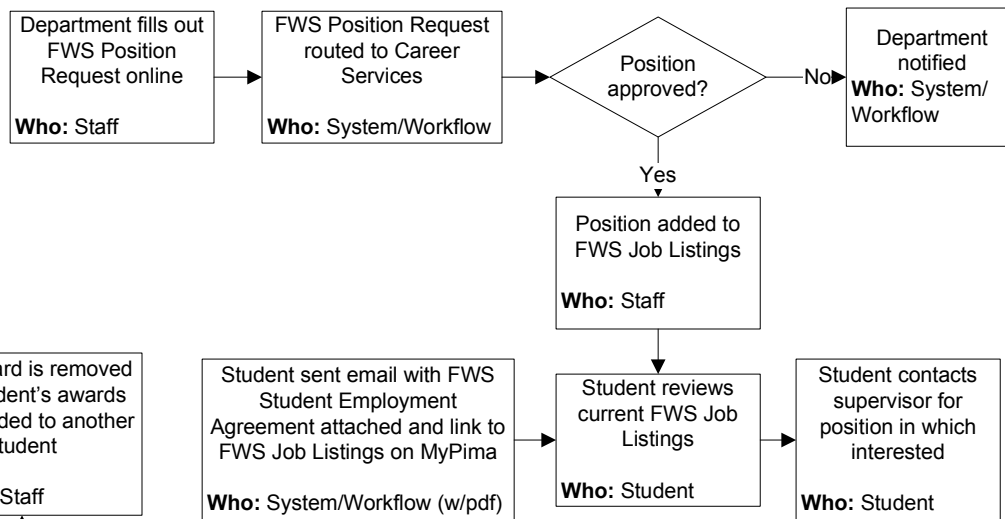 Department fills out
FWS Position
Request online
Who: Staff
FWS Position Request
routed to Career
Services
Who: System/Workflow
Position
approved?
No
Department
notified
Who: System/
Workflow
Yes
Position added to
FWS Job Listings
Who: Staff
is removed
awards
to another
Staff
Student sent email with FWS
Student Employment
Agreement attached and link to
FWS Job Listings on MyPima
Who: System/Workflow (w/pdf)
Student reviews
current FWS Job
Listings
Who: Student
Student contacts
supervisor for
position in which
interested
Who: Student